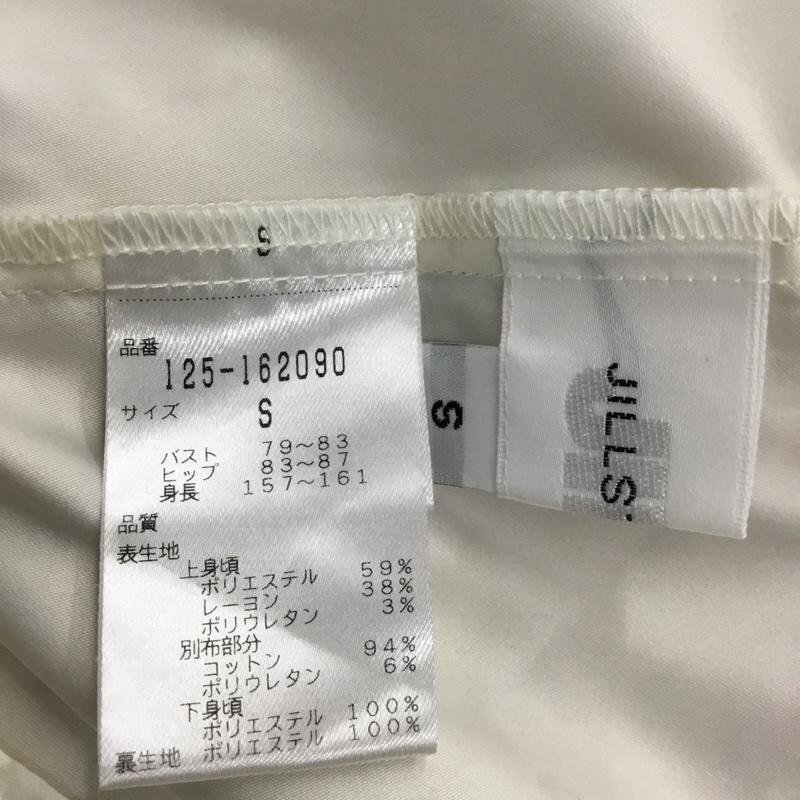 S
品番
125-162090
サイズ S
バスト 79〜83
ヒップ 83〜87
身長 157〜161
品質
表生地
上身頃
ポリエステル 59%
レーヨン 38%
ポリウレタン 3%
別布部分
コットン 94%
ポリウレタン 6%
下身頃
ポリエステル 100%
裏生地 ポリエステル 100%
S
JILLS